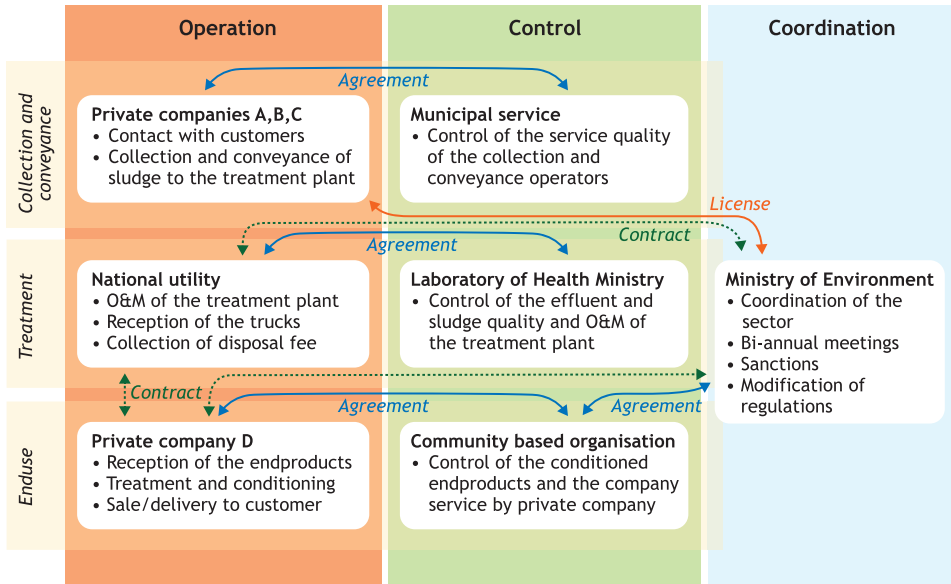 Operation
Control
Coordination
Collection and
conveyance
Agreement
Private companies A,B,C
• Contact with customers
• Collection and conveyance of
sludge to the treatment plant
Municipal service
• Control of the service quality
of the collection and
conveyance operators
License
Contract
Treatment
Agreement
National utility
• O&M of the treatment plant
• Reception of the trucks
• Collection of disposal fee
Laboratory of Health Ministry
• Control of the effluent and
sludge quality and O&M of
the treatment plant
Ministry of Environment
• Coordination of the
sector
• Bi-annual meetings
• Sanctions
• Modification of
regulations
Contract
Agreement
Agreement
Enduse
Private company D
• Reception of the endproducts
• Treatment and conditioning
• Sale/delivery to customer
Community based organisation
• Control of the conditioned
endproducts and the company
service by private company